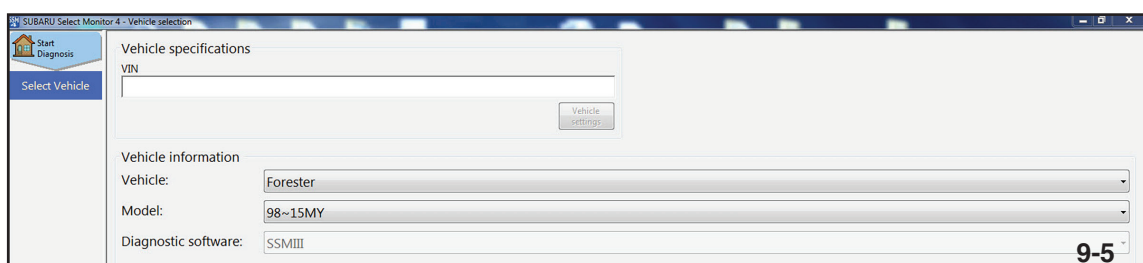 SUBARU Select Monitor 4 - Vehicle selection
Start
Diagnosis
Select Vehicle
Vehicle specifications
VIN
Vehicle
settings
Vehicle information
Vehicle:
Forester
Model:
98~15MY
Diagnostic software:
SSMIII
9-5